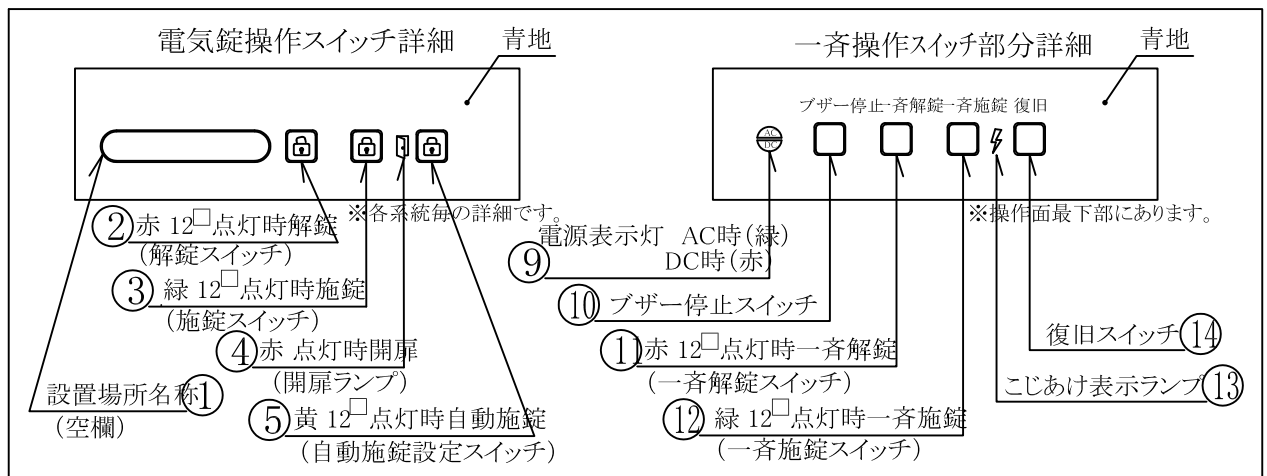 電気錠操作スイッチ詳細
青地
※各系統毎の詳細です。
② 赤 12□点灯時解錠
(解錠スイッチ)
③ 緑 12□点灯時施錠
(施錠スイッチ)
④ 赤 点灯時開扉
(開扉ランプ)
設置場所名称①
(空欄)
⑤ 黄 12□点灯時自動施錠
(自動施錠設定スイッチ)
一斉操作スイッチ部分詳細
青地
ブザー停止一斉解錠一斉施錠 復旧
AC
DC
※操作面最下部にあります。
⑨ 電源表示灯 AC時(緑)
DC時(赤)
⑩ ブザー停止スイッチ
⑪ 赤 12□点灯時一斉解錠
(一斉解錠スイッチ)
⑫ 緑 12□点灯時一斉施錠
(一斉施錠スイッチ)
復旧スイッチ⑭
こじあけ表示ランプ⑬